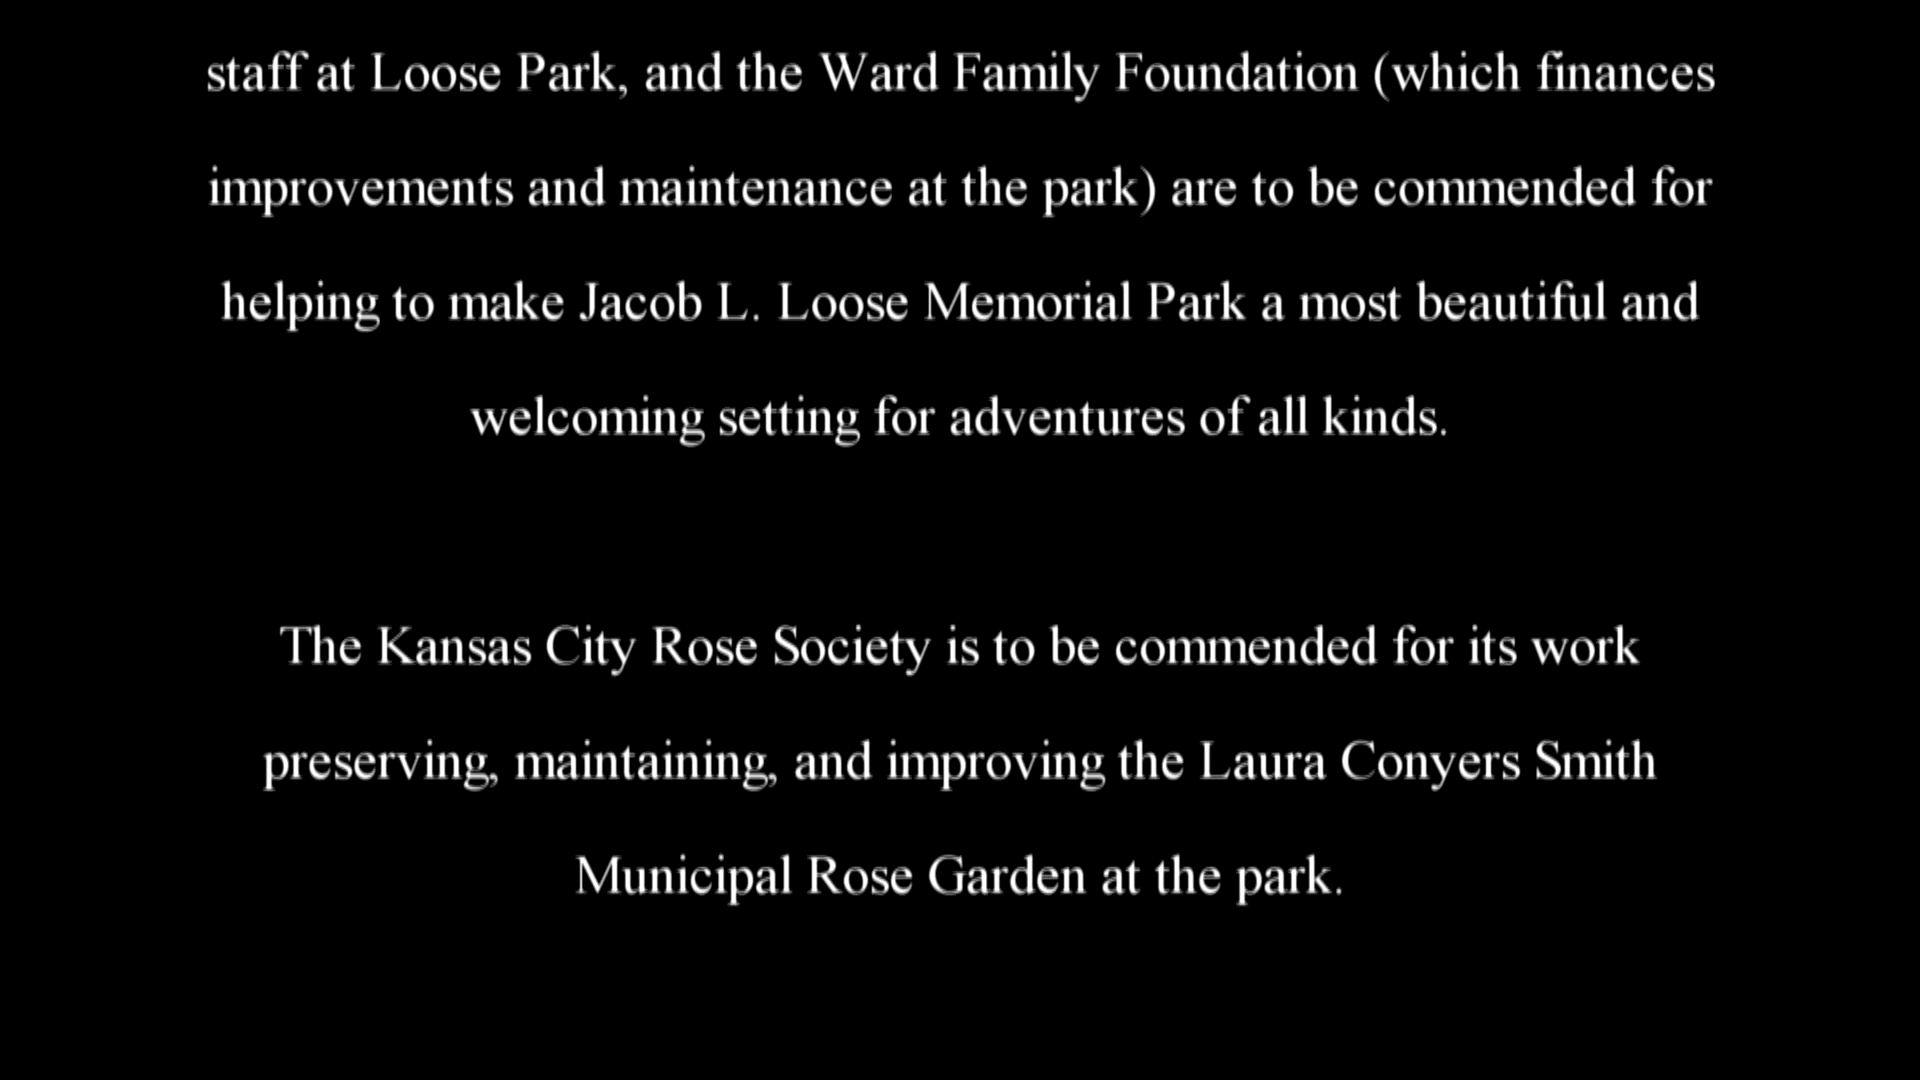 staff at Loose Park, and the Ward Family Foundation (which finances
improvements and maintenance at the park) are to be commended for
helping to make Jacob L. Loose Memorial Park a most beautiful and
welcoming setting for adventures of all kinds.
The Kansas City Rose Society is to be commended for its work
preserving, maintaining, and improving the Laura Conyers Smith
Municipal Rose Garden at the park.